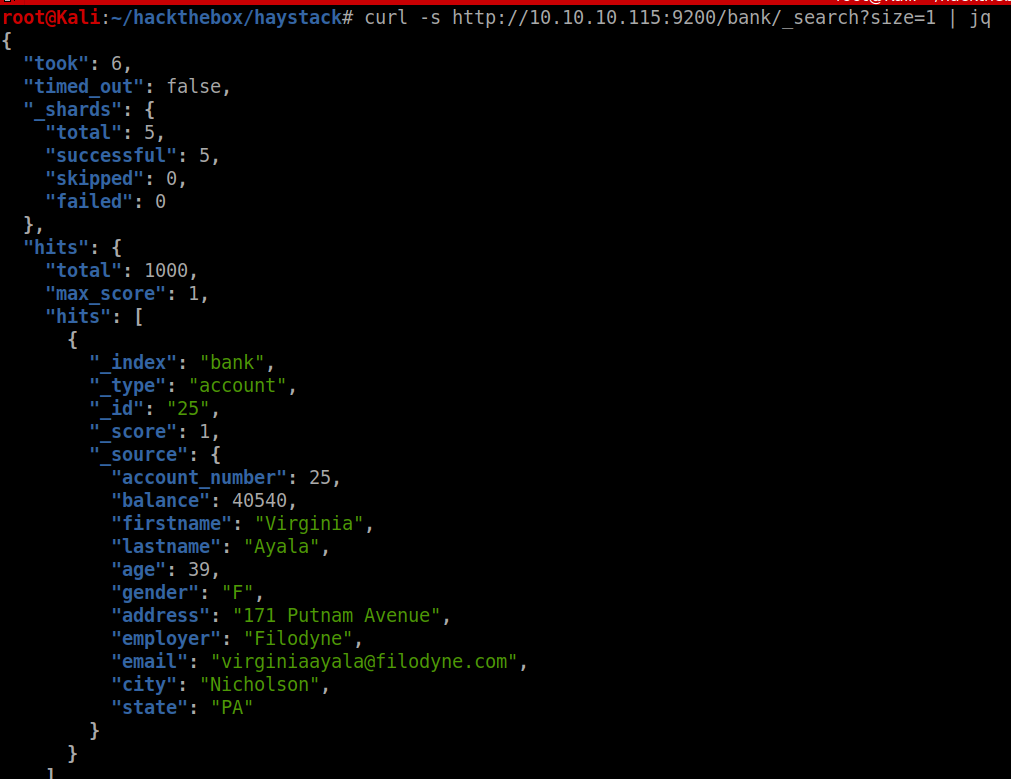 root@Kali:~/hackthebox/haystack# curl -s http://10.10.10.115:9200/bank/_search?size=1 | jq
{
  "took": 6,
  "timed_out": false,
  "_shards": {
    "total": 5,
    "successful": 5,
    "skipped": 0,
    "failed": 0
  },
  "hits": {
    "total": 1000,
    "max_score": 1,
    "hits": [
      {
        "_index": "bank",
        "_type": "account",
        "_id": "25",
        "_score": 1,
        "_source": {
          "account_number": 25,
          "balance": 40540,
          "firstname": "Virginia",
          "lastname": "Ayala",
          "age": 39,
          "gender": "F",
          "address": "171 Putnam Avenue",
          "employer": "Filodyne",
          "email": "virginiaayala@filodyne.com",
          "city": "Nicholson",
          "state": "PA"
        }
      }
    ]